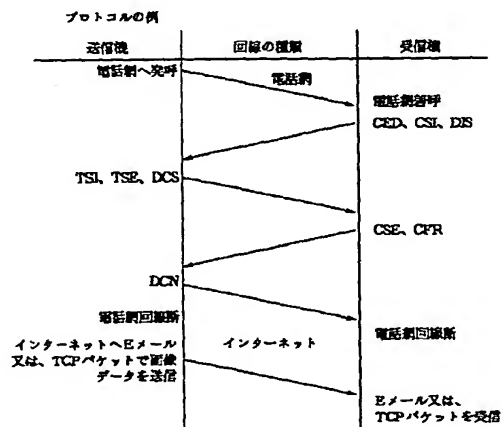 プロトコルの例
送信機 回線の種類 受信機
電話網へ発呼
電話網
電話網着呼
CED、CSI、DIS
TSI、TSE、DCS
CSE、CFR
DCN
電話網回線断
電話網回線断
インターネットへEメール
又は、TCPパケットで画像
データを送信
インターネット
Eメール又は、
TCPパケットを受信